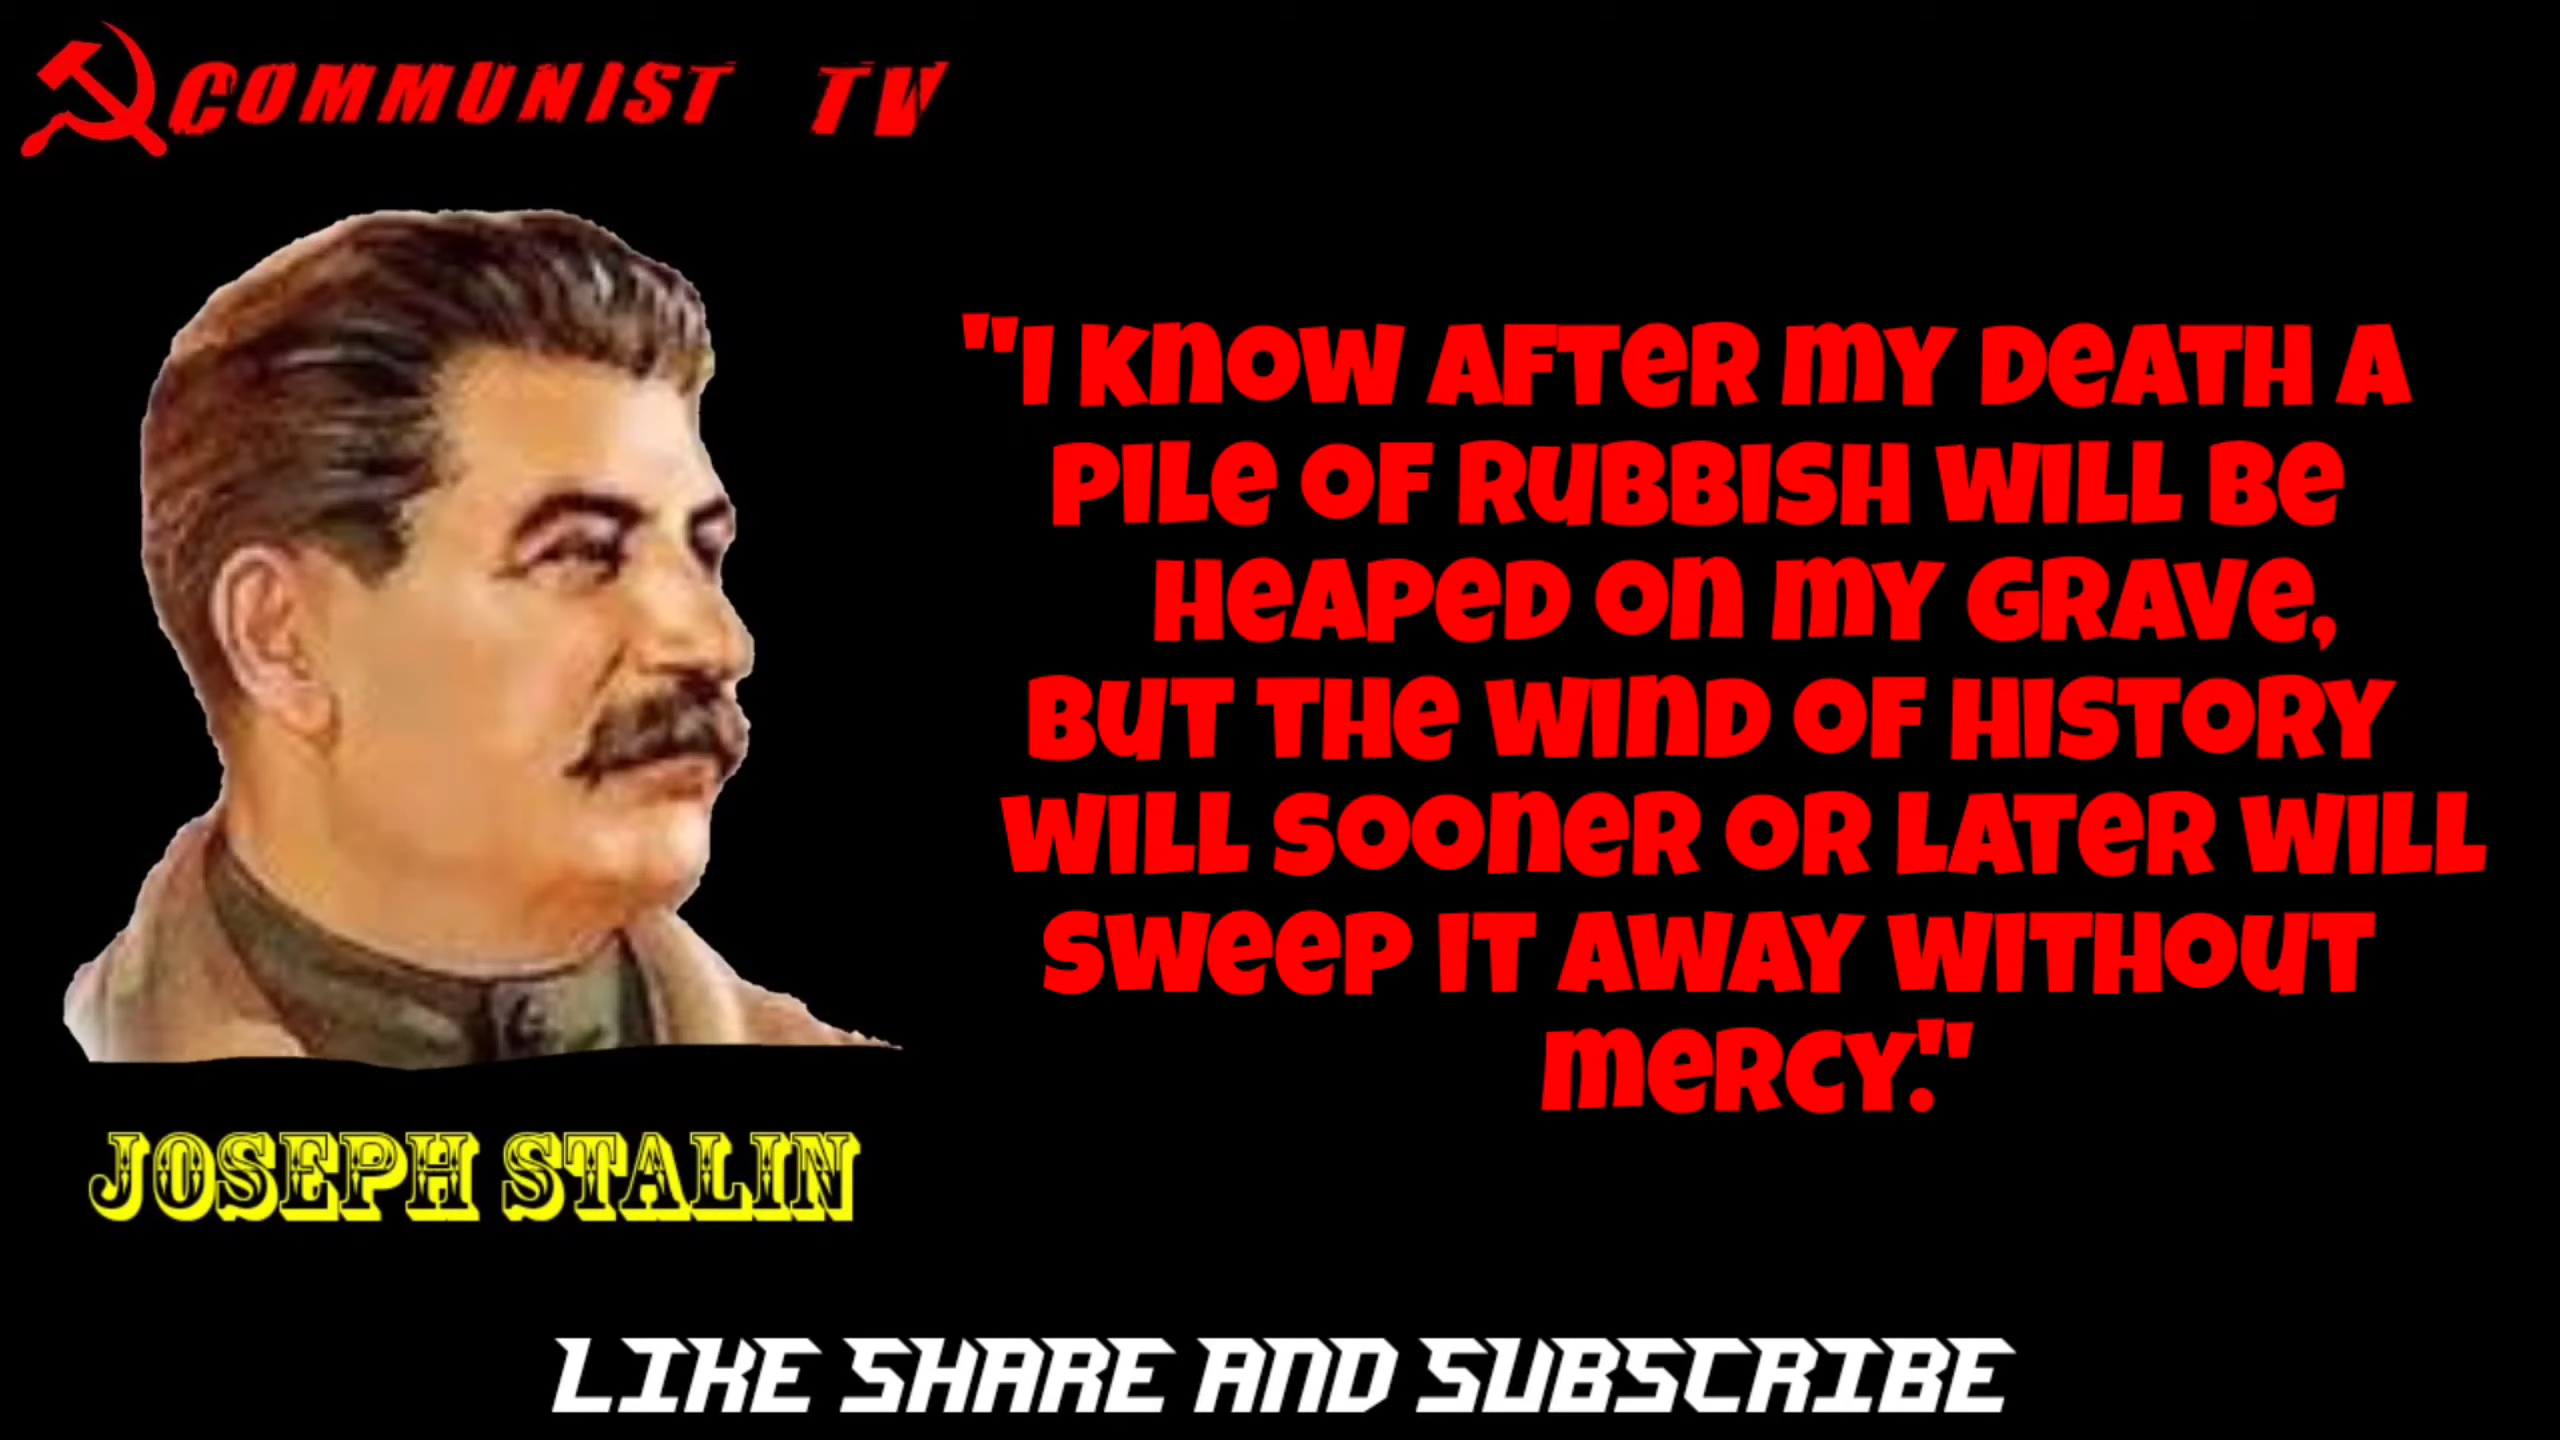 COMMUNIST TV
"I KNOW AFTER MY DEATH A
PILE OF RUBBISH WILL BE
HEAPED ON MY GRAVE,
BUT THE WIND OF HISTORY
WILL SOONER OR LATER WILL
SWEEP IT AWAY WITHOUT
MERCY."
JOSEPH STALIN
LIKE SHARE AND SUBSCRIBE